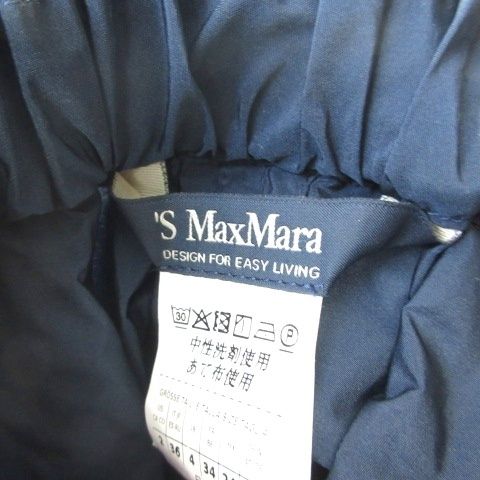 'S MaxMara
DESIGN FOR EASY LIVING
30 P
中性洗剤使用
あて布使用
36 4 34